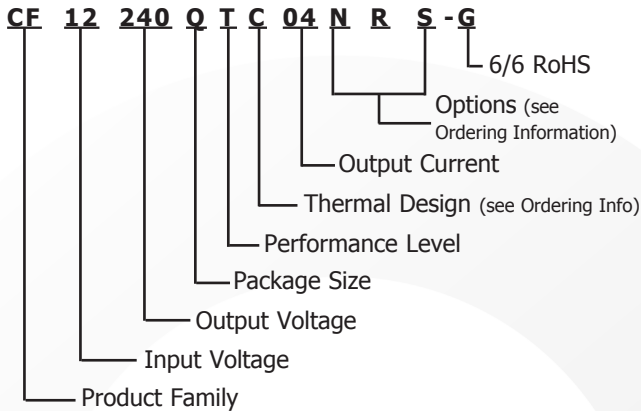 CF 12 240 Q T C 04 N R S - G
6/6 RoHS
Options (see
Ordering Information)
Output Current
Thermal Design (see Ordering Info)
Performance Level
Package Size
Output Voltage
Input Voltage
Product Family